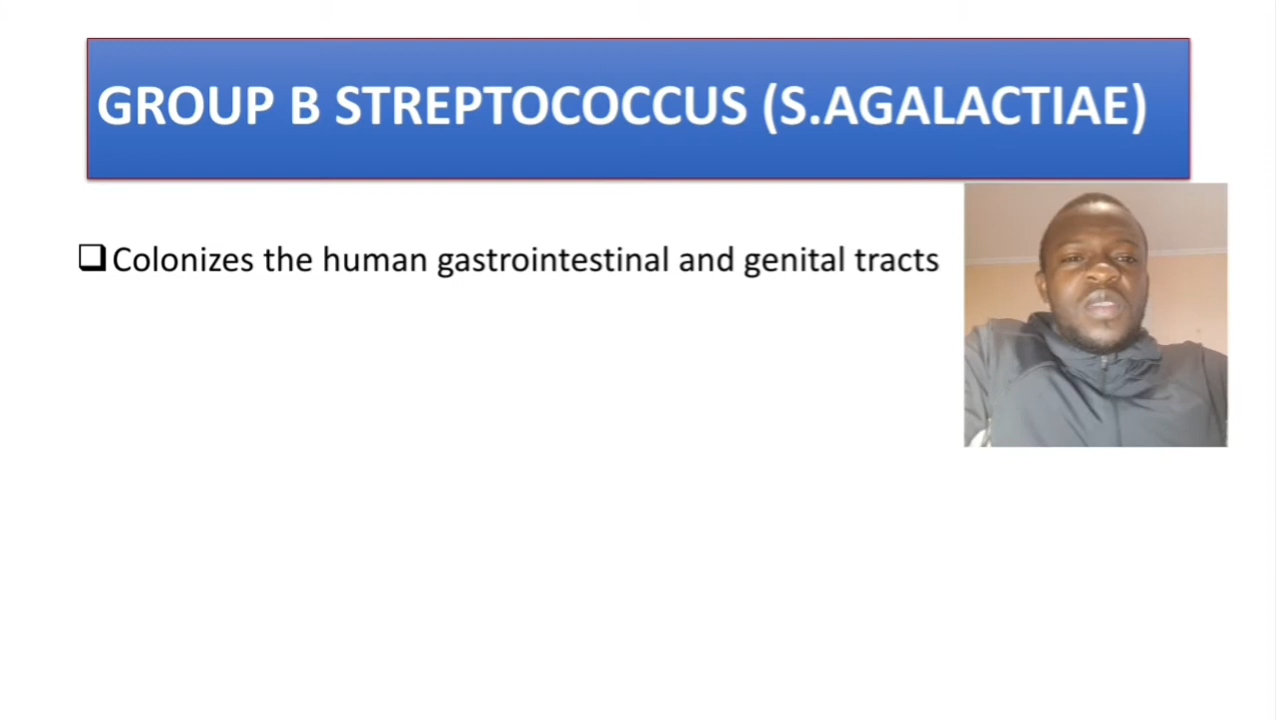 GROUP B STREPTOCOCCUS (S.AGALACTIAE)
Colonizes the human gastrointestinal and genital tracts